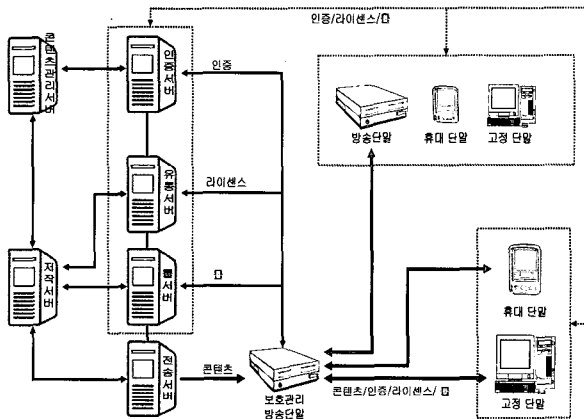 인증/라이센스/
콘텐츠관리서버
인증서버
인증
방송단말
휴대 단말
고정 단말
유통서버
라이센스
저작서버
룰서버
휴대 단말
전송서버
콘텐츠
보호관리
방송단말
콘텐츠/인증/라이센스/
고정 단말